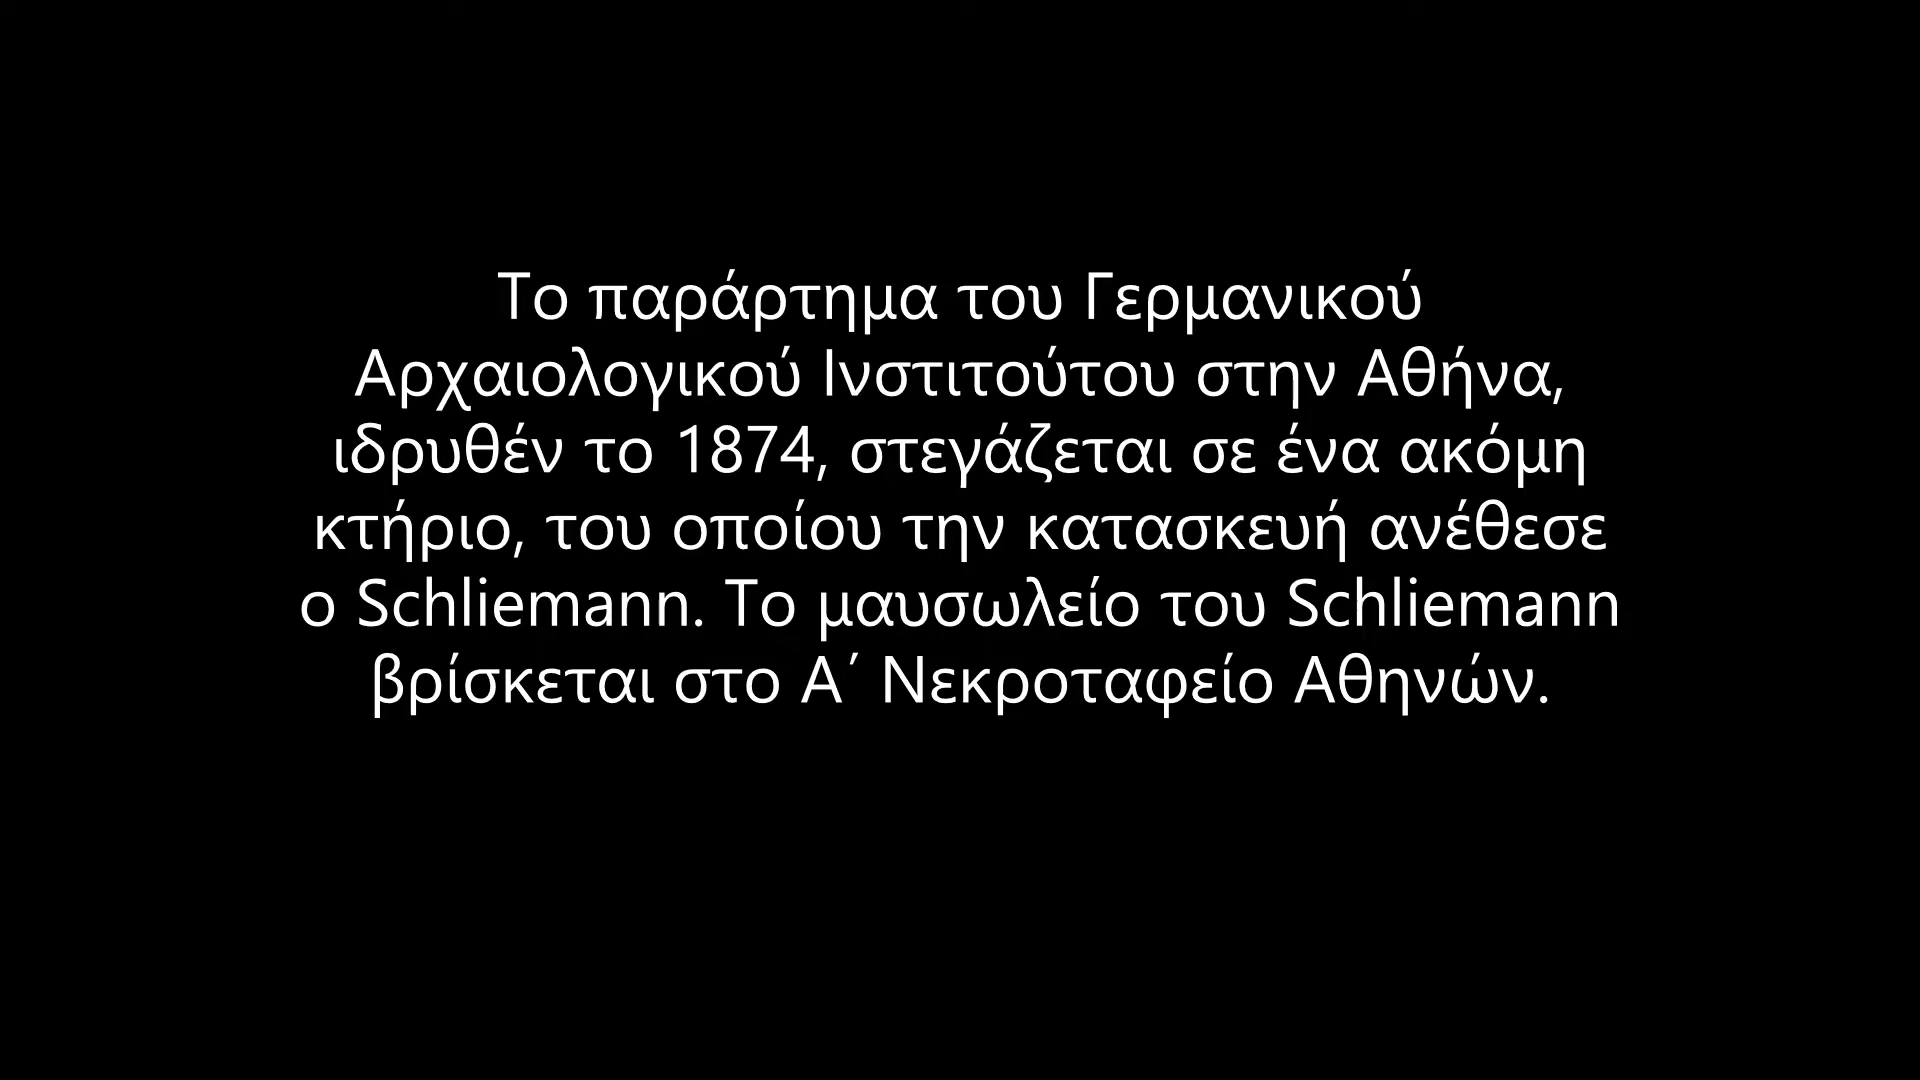 Το παράρτημα του Γερμανικού
Αρχαιολογικού Ινστιτούτου στην Αθήνα,
ιδρυθέν το 1874, στεγάζεται σε ένα ακόμη
κτήριο, του οποίου την κατασκευή ανέθεσε
ο Schliemann. Το μαυσωλείο του Schliemann
βρίσκεται στο Α΄ Νεκροταφείο Αθηνών.